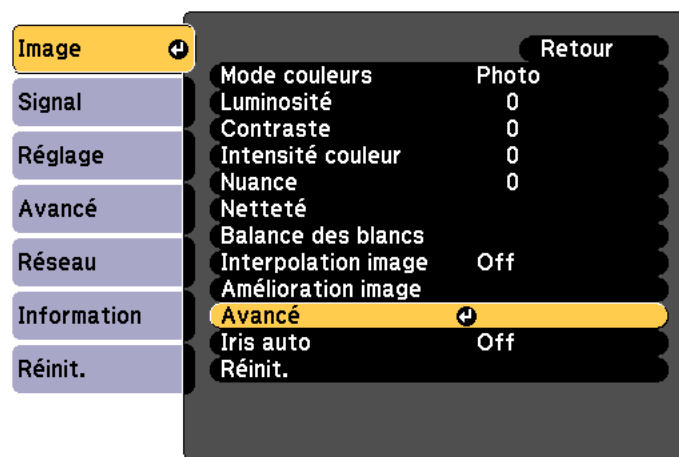 Image
Signal
Réglage
Avancé
Réseau
Information
Réinit.
Retour
Mode couleurs Photo
Luminosité 0
Contraste 0
Intensité couleur 0
Nuance 0
Netteté
Balance des blancs
Interpolation image Off
Amélioration image
Avancé
Iris auto Off
Réinit.